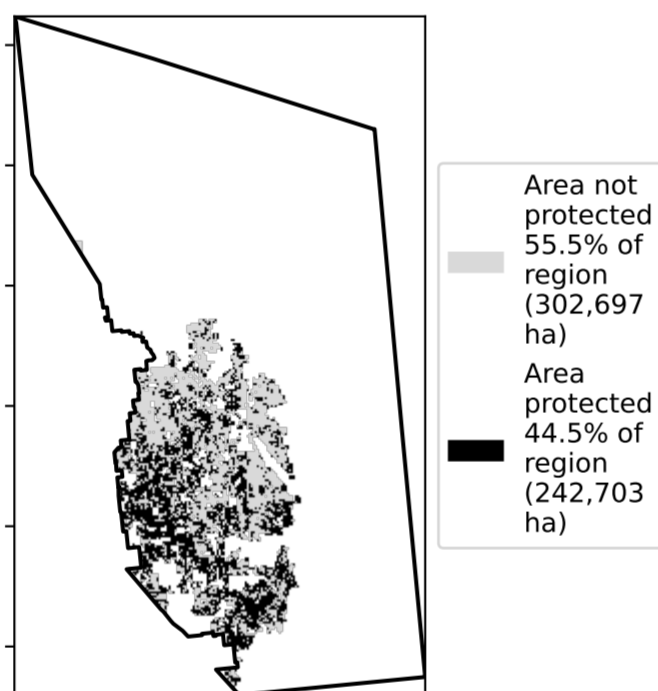 Area not
protected
55.5% of
region
(302,697
ha)
Area
protected
44.5% of
region
(242,703
ha)